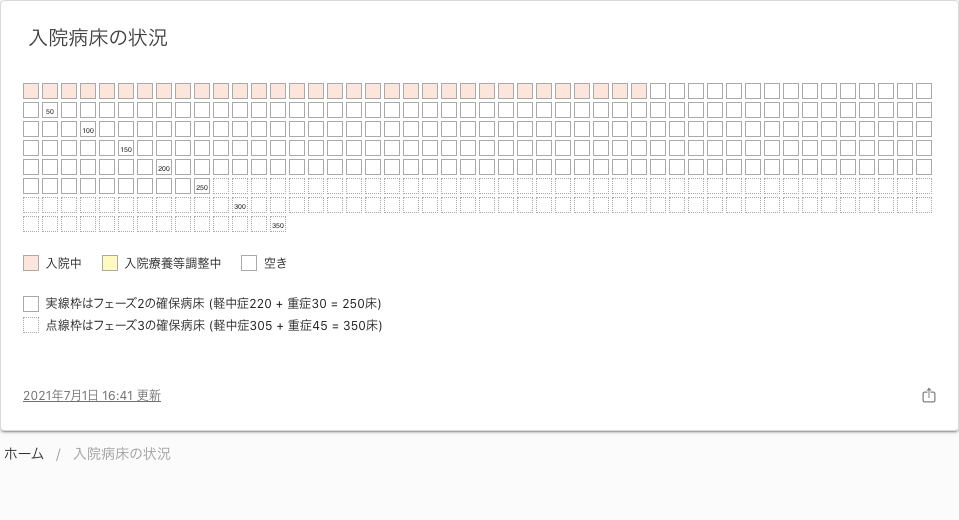 入院病床の状況
50
100
150
200
250
300
350
入院中 入院療養等調整中 空き
実線枠はフェーズ2の確保病床 (軽中症220 + 重症30 = 250床)
点線枠はフェーズ3の確保病床 (軽中症305 + 重症45 = 350床)
2021年7月1日 16:41 更新
ホーム / 入院病床の状況